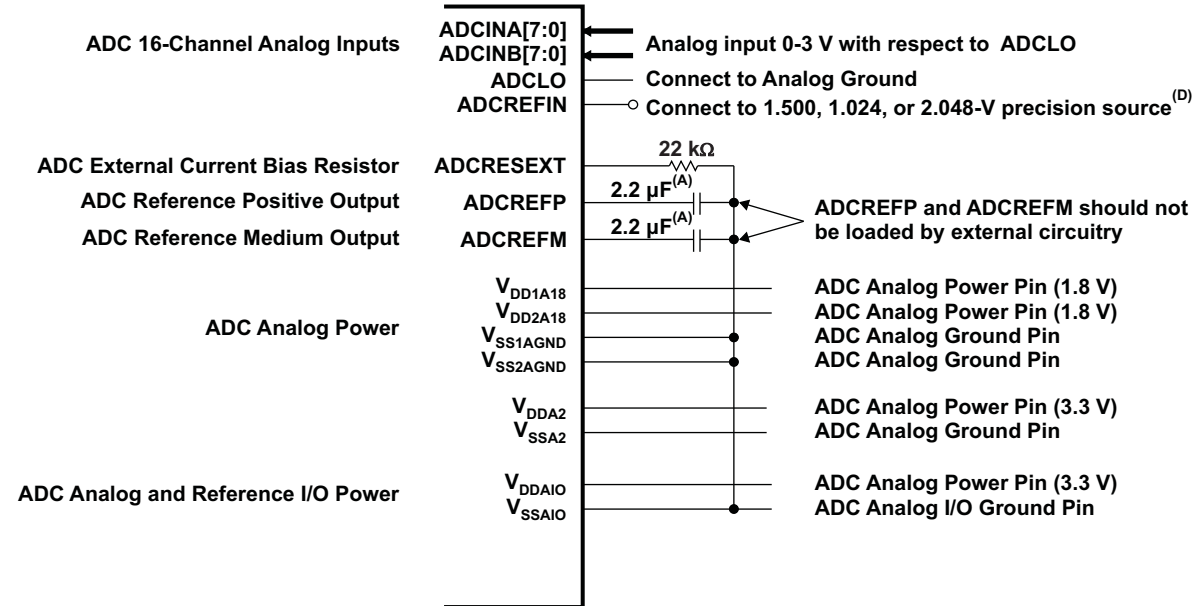 ADC 16-Channel Analog Inputs
ADCINA[7:0]
ADCINB[7:0]
Analog input 0-3 V with respect to ADCLO
ADCLO
Connect to Analog Ground
ADCREFIN
Connect to 1.500, 1.024, or 2.048-V precision source(D)
ADC External Current Bias Resistor
ADCRESEXT
22 kΩ
ADC Reference Positive Output
ADCREFP
2.2 µF(A)
ADC Reference Medium Output
ADCREFM
2.2 µF(A)
ADCREFP and ADCREFM should not
be loaded by external circuitry
ADC Analog Power
VDD1A18
ADC Analog Power Pin (1.8 V)
VDD2A18
ADC Analog Power Pin (1.8 V)
VSS1AGND
ADC Analog Ground Pin
VSS2AGND
ADC Analog Ground Pin
VDDA2
ADC Analog Power Pin (3.3 V)
VSSA2
ADC Analog Ground Pin
ADC Analog and Reference I/O Power
VDDAIO
ADC Analog Power Pin (3.3 V)
VSSAIO
ADC Analog I/O Ground Pin